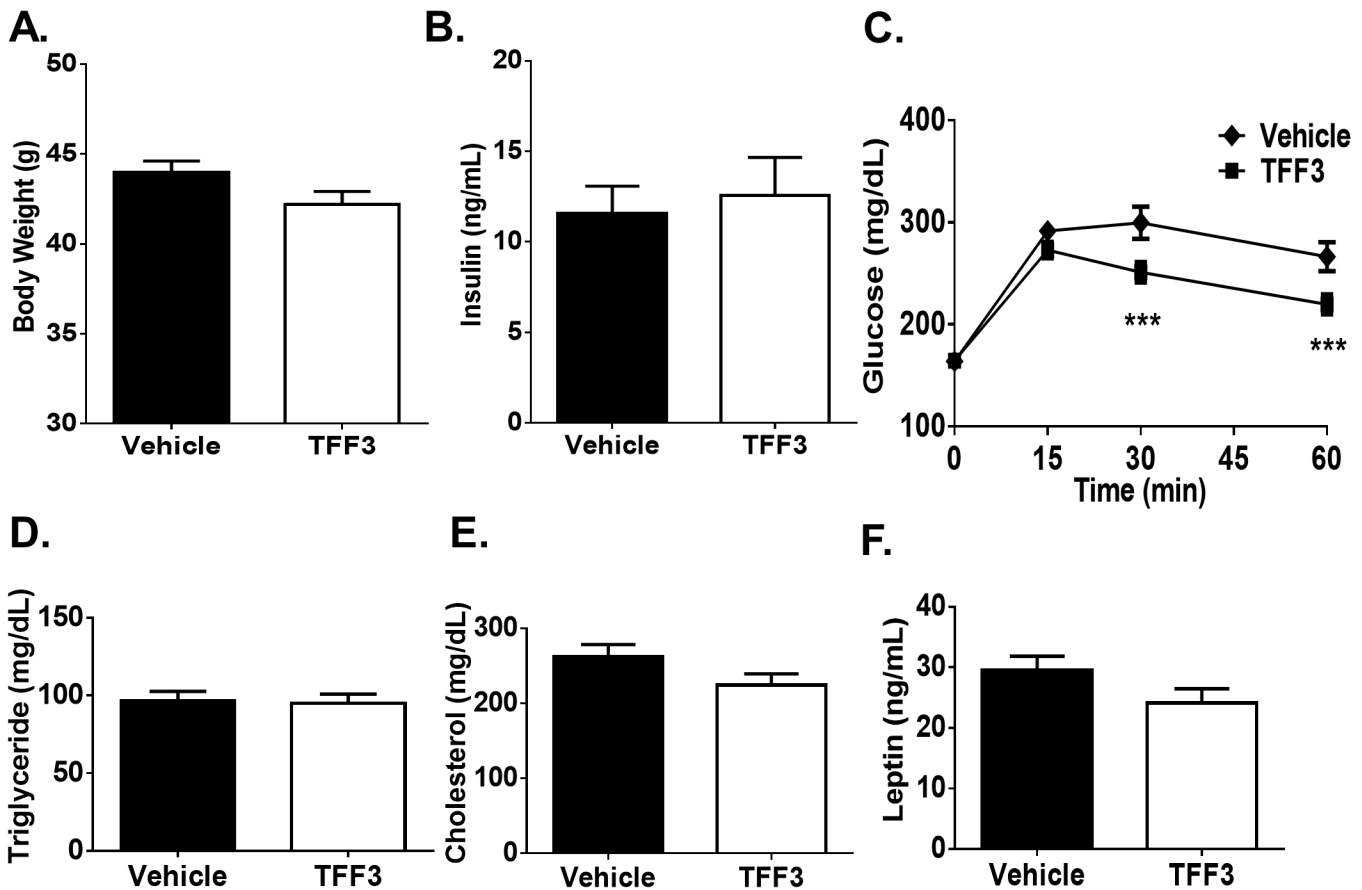 A.
Body Weight (g)
50
45
40
35
30
Vehicle
TFF3
B.
Insulin (ng/mL)
20
15
10
5
0
Vehicle
TFF3
C.
Glucose (mg/dL)
400
300
200
100
Vehicle
TFF3
***
***
0
15
30
45
60
Time (min)
D.
Triglyceride (mg/dL)
150
100
50
0
Vehicle
TFF3
E.
Cholesterol (mg/dL)
300
200
100
0
Vehicle
TFF3
F.
Leptin (ng/mL)
40
30
20
10
0
Vehicle
TFF3